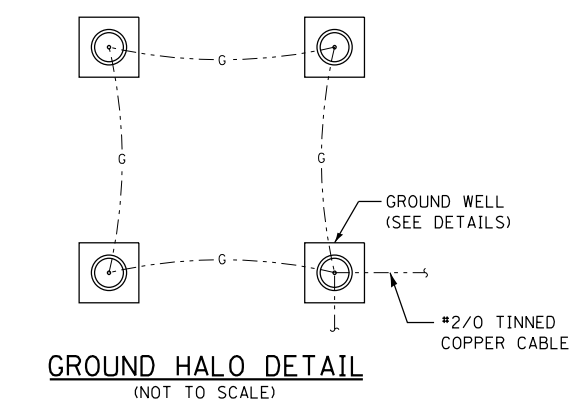 G
G
G
GROUND WELL
(SEE DETAILS)
G
#2/0 TINNED
COPPER CABLE
GROUND HALO DETAIL
(NOT TO SCALE)